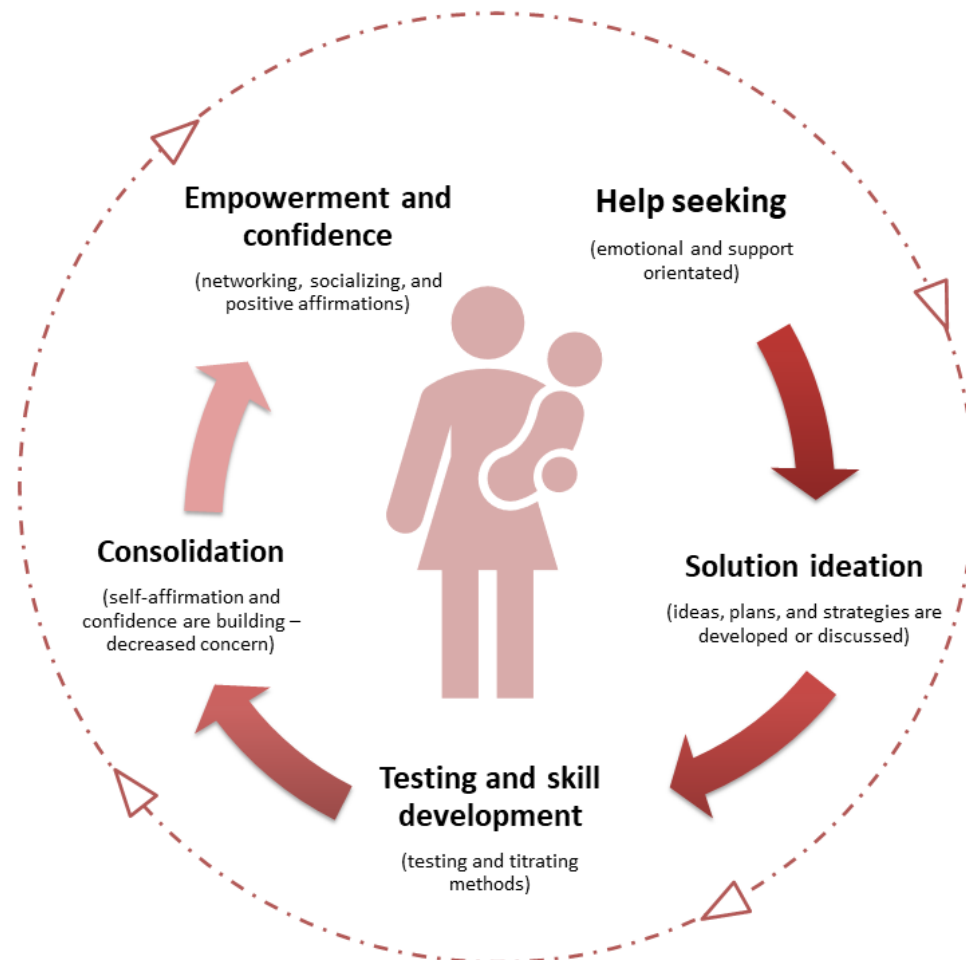 Empowerment and
confidence
(networking, socializing, and
positive affirmations)
Help seeking
(emotional and support
orientated)
Solution ideation
(ideas, plans, and strategies are
developed or discussed)
Testing and skill
development
(testing and titrating
methods)
Consolidation
(self-affirmation and
confidence are building –
decreased concern)